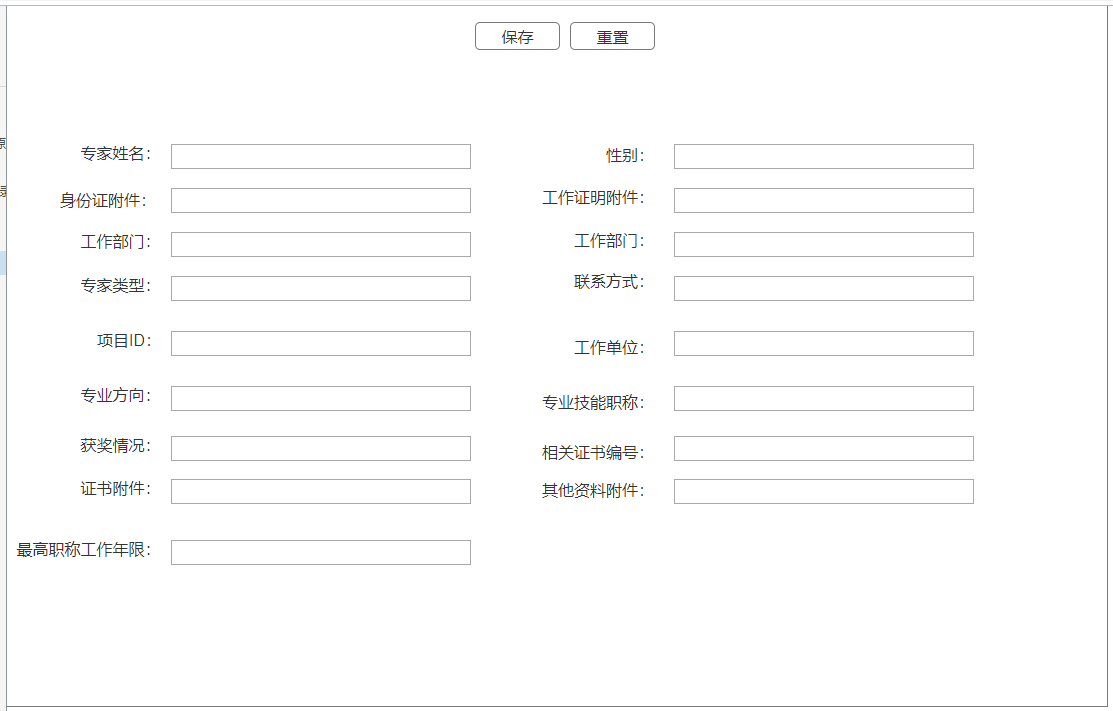 保存 重置
专家姓名： 性别：
身份证附件： 工作证明附件：
工作部门： 工作部门：
专家类型： 联系方式：
项目ID： 工作单位：
专业方向： 专业技能职称：
获奖情况： 相关证书编号：
证书附件： 其他资料附件：
最高职称工作年限：